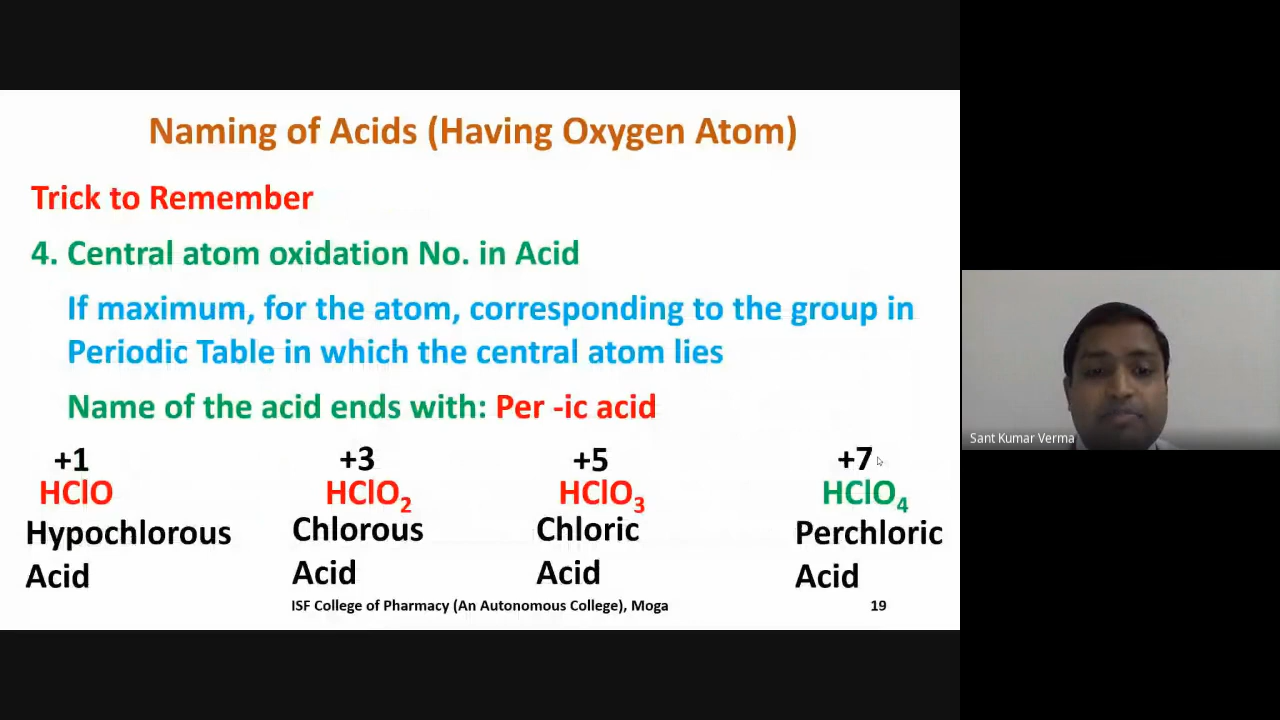 Naming of Acids (Having Oxygen Atom)
Trick to Remember
4. Central atom oxidation No. in Acid
If maximum, for the atom, corresponding to the group in
Periodic Table in which the central atom lies
Name of the acid ends with: Per -ic acid
+1 +3 +5 +7
HClO HClO2 HClO3 HClO4
Hypochlorous Chlorous Chloric Perchloric
Acid Acid Acid Acid
ISF College of Pharmacy (An Autonomous College), Moga 19
Sant Kumar Verma